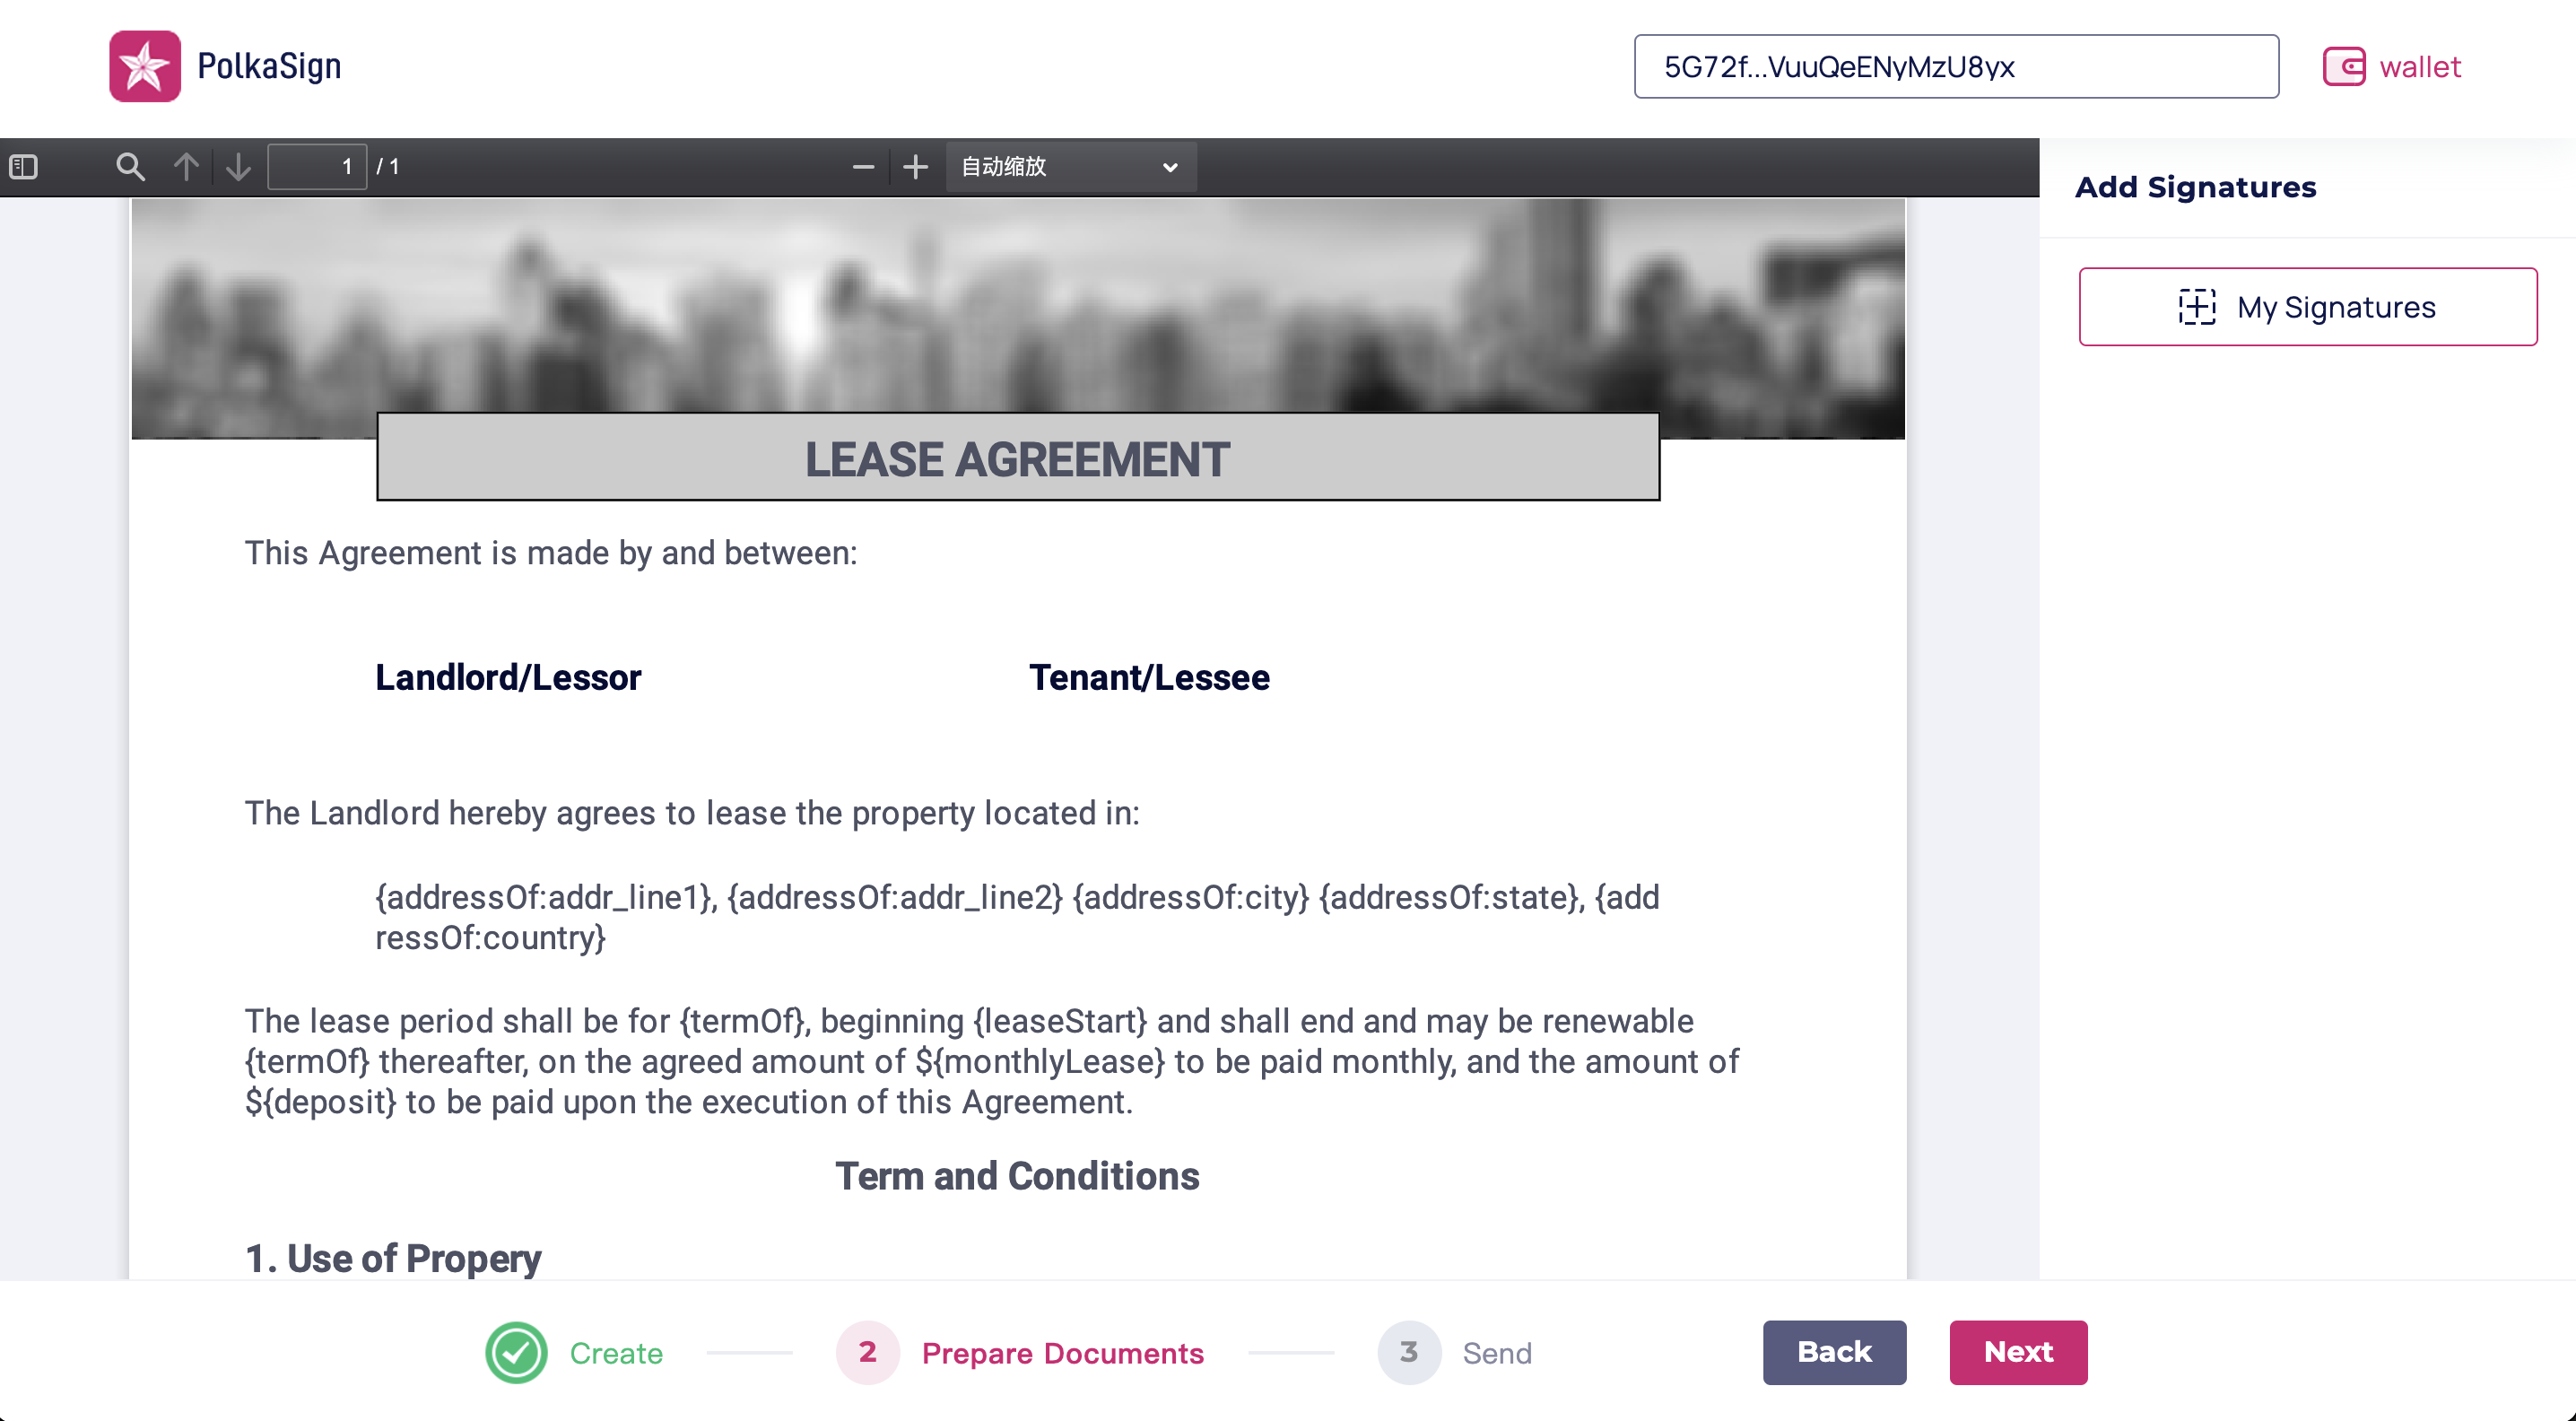 PolkaSign
5G72f...VuuQeENyMzU8yx
wallet
1 / 1
自动缩放
Add Signatures
My Signatures
LEASE AGREEMENT
This Agreement is made by and between:
Landlord/Lessor
Tenant/Lessee
The Landlord hereby agrees to lease the property located in:
{addressOf:addr_line1}, {addressOf:addr_line2} {addressOf:city} {addressOf:state}, {add
ressOf:country}
The lease period shall be for {termOf}, beginning {leaseStart} and shall end and may be renewable
{termOf} thereafter, on the agreed amount of ${monthlyLease} to be paid monthly, and the amount of
${deposit} to be paid upon the execution of this Agreement.
Term and Conditions
1. Use of Propery
Create
2 Prepare Documents
3 Send
Back
Next